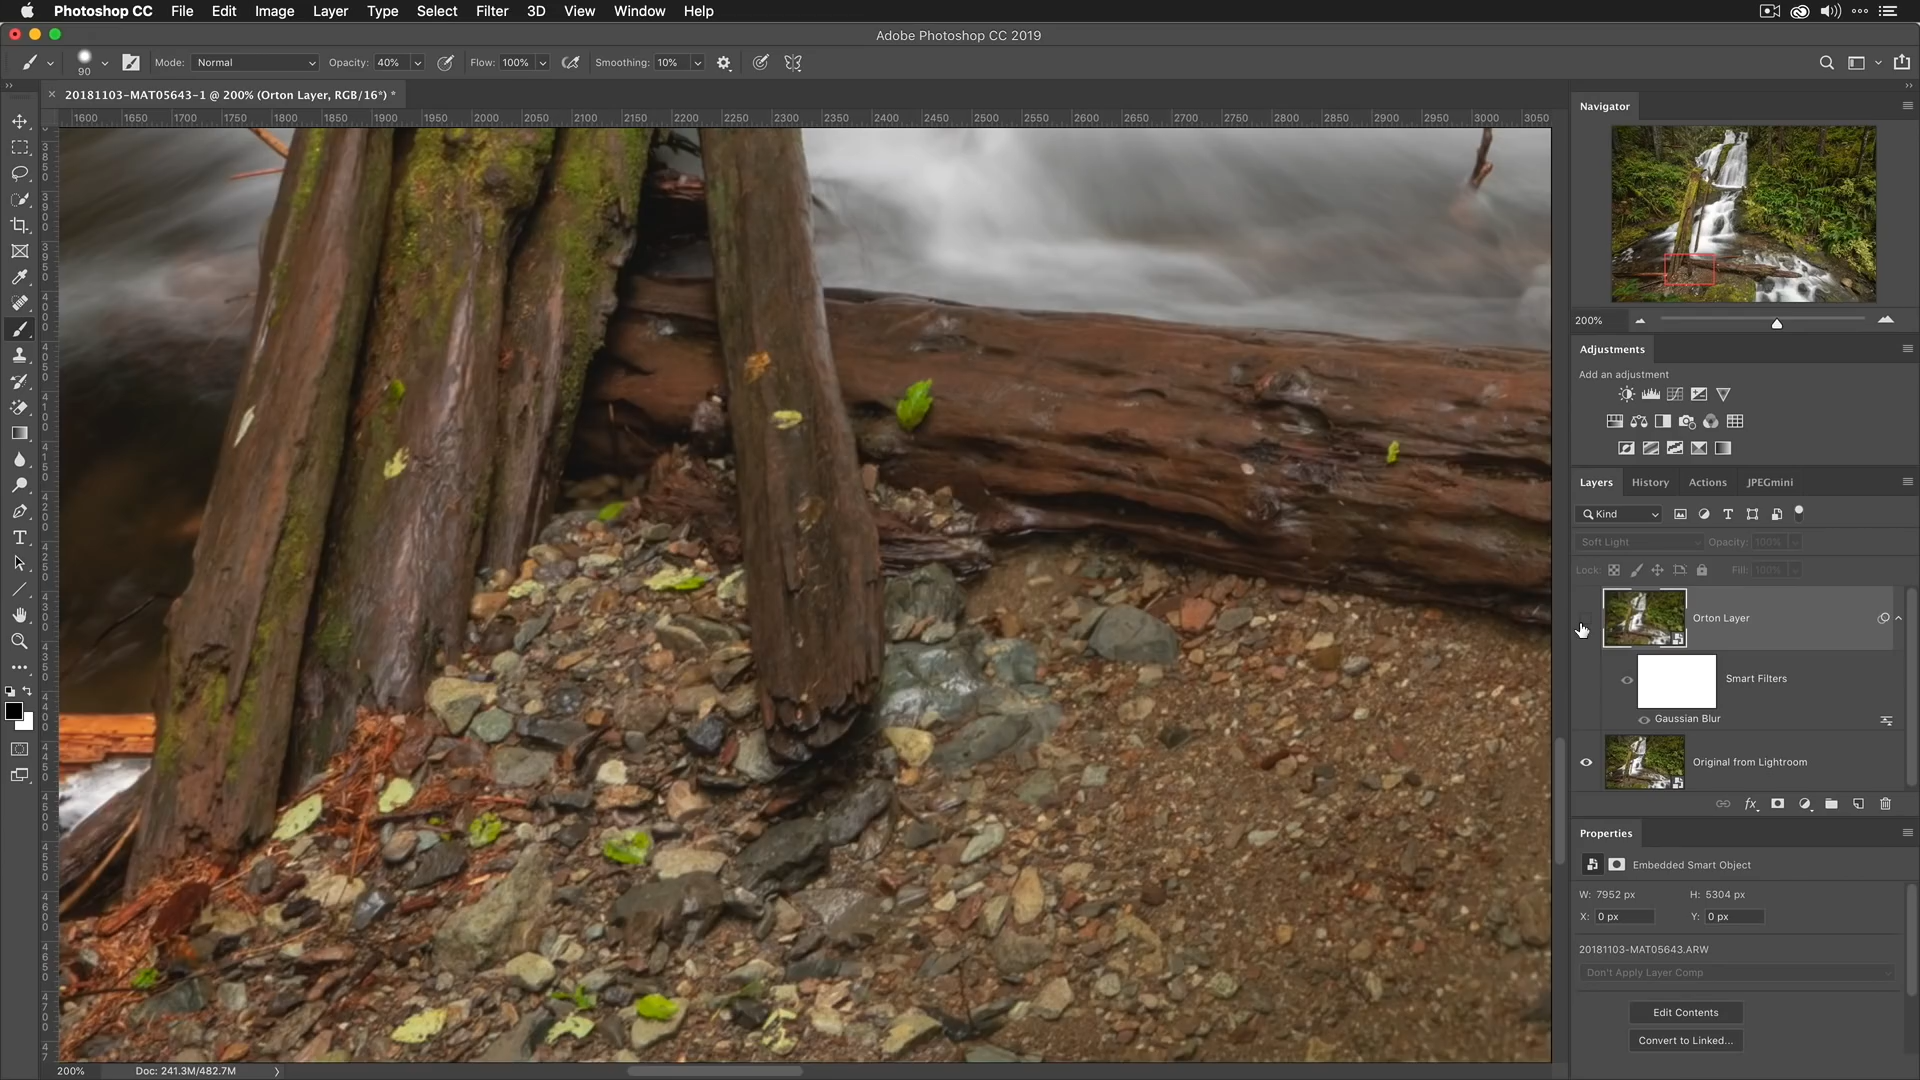 Photoshop CC File Edit Image Layer Type Select Filter 3D View Window Help
Adobe Photoshop CC 2019
90 Mode: Normal Opacity: 40% Flow: 100% Smoothing: 10%
20181103-MAT05643-1 @ 200% (Orton Layer, RGB/16*) *
1600 1650 1700 1750 1800 1850 1900 1950 2000 2050 2100 2150 2200 2250 2300 2350 2400 2450 2500 2550 2600 2650 2700 2750 2800 2850 2900 2950 3000 3050
Navigator
200%
Adjustments
Add an adjustment
Layers History Actions JPEGmini
Kind
Soft Light Opacity: 100%
Lock: Fill: 100%
Orton Layer
Smart Filters
Gaussian Blur
Original from Lightroom
fx
Properties
Embedded Smart Object
W: 7952 px H: 5304 px
X: 0 px Y: 0 px
20181103-MAT05643.ARW
Don't Apply Layer Comp
Edit Contents
Convert to Linked...
200% Doc: 241.3M/482.7M